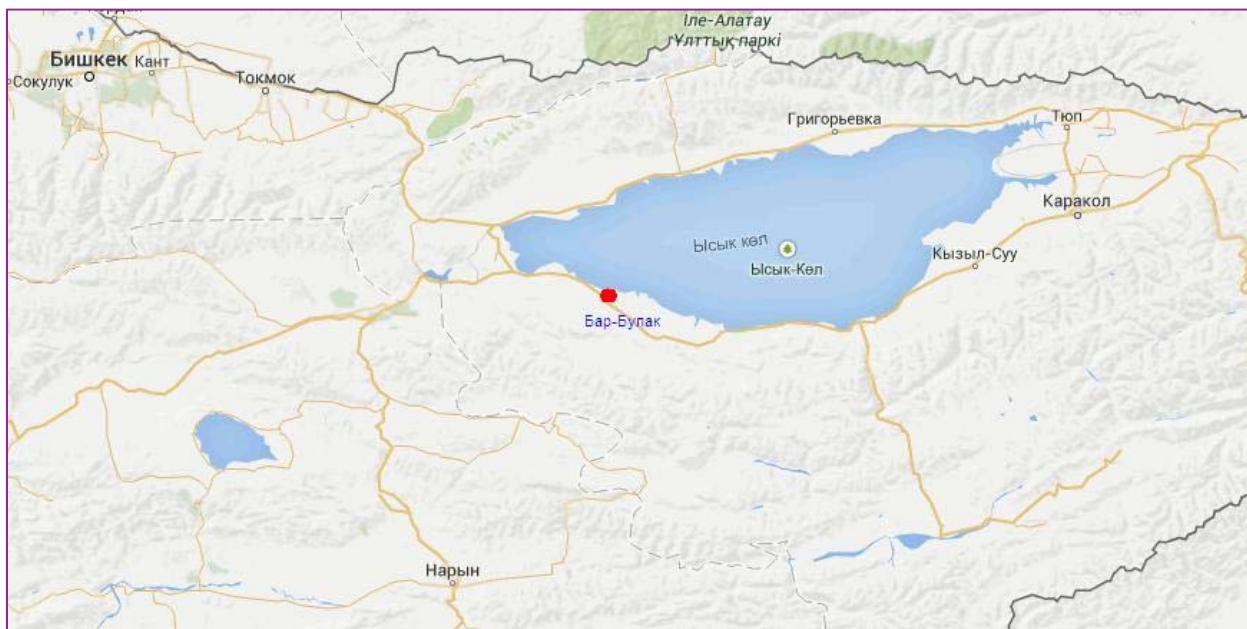 Іле-Алатау
Ұлттық паркі
Бишкек
Кант
Сокулук
Токмок
Григорьевка
Тюп
Каракол
Ысык көл
Ысык-Көл
Кызыл-Суу
Бар-Булак
Нарын